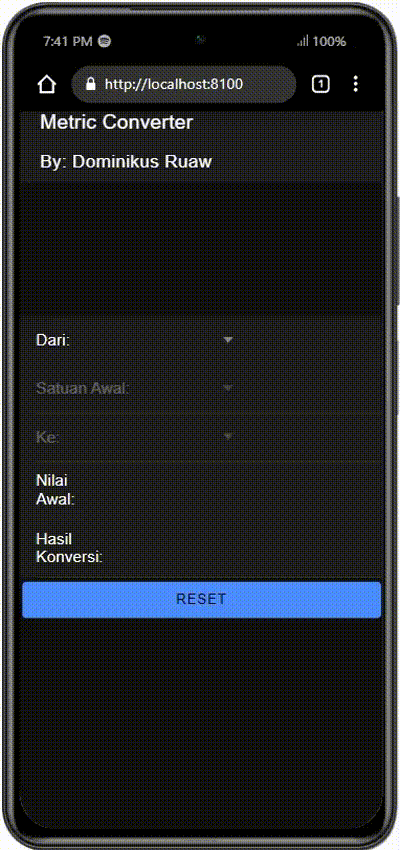 7:41 PM 100%
http://localhost:8100 1
Metric Converter
By: Dominikus Ruaw
Dari:
Satuan Awal:
Ke:
Nilai
Awal:
Hasil
Konversi:
RESET